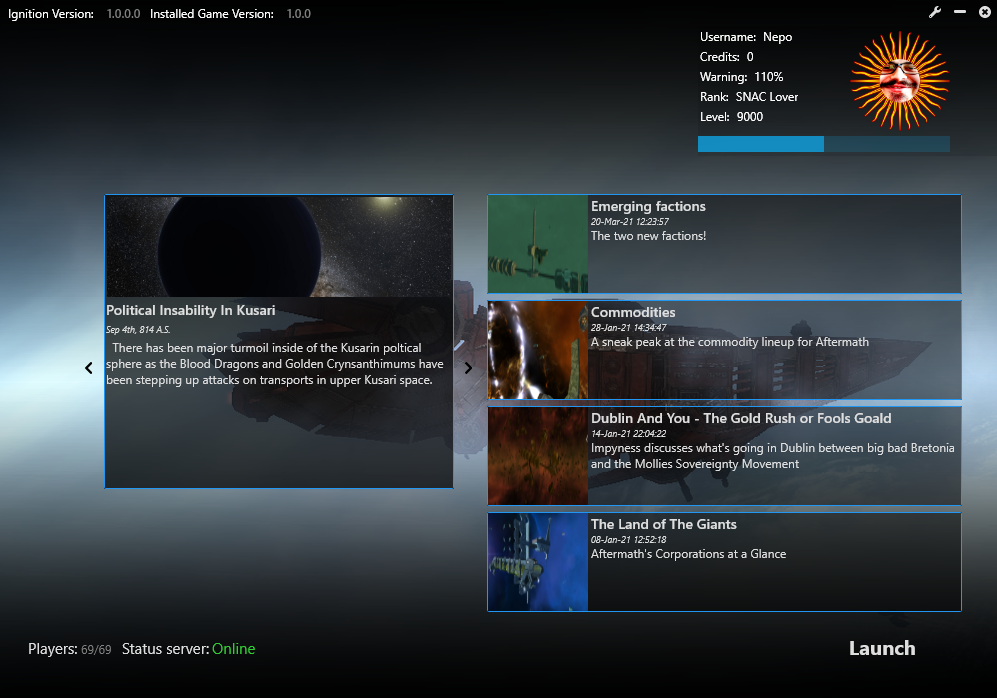 Ignition Version: 1.0.0.0 Installed Game Version: 1.0.0
Username: Nepo
Credits: 0
Warning: 110%
Rank: SNAC Lover
Level: 9000
Political Insability In Kusari
Sep 4th, 814 A.S.
There has been major turmoil inside of the Kusarin poltical
sphere as the Blood Dragons and Golden Crynsanthimums have
been stepping up attacks on transports in upper Kusari space.
Emerging factions
20-Mar-21 12:23:57
The two new factions!
Commodities
28-Jan-21 14:34:47
A sneak peak at the commodity lineup for Aftermath
Dublin And You - The Gold Rush or Fools Goald
14-Jan-21 22:04:22
Impyness discusses what's going in Dublin between big bad Bretonia
and the Mollies Sovereignty Movement
The Land of The Giants
08-Jan-21 12:52:18
Aftermath's Corporations at a Glance
Players: 69/69 Status server: Online
Launch